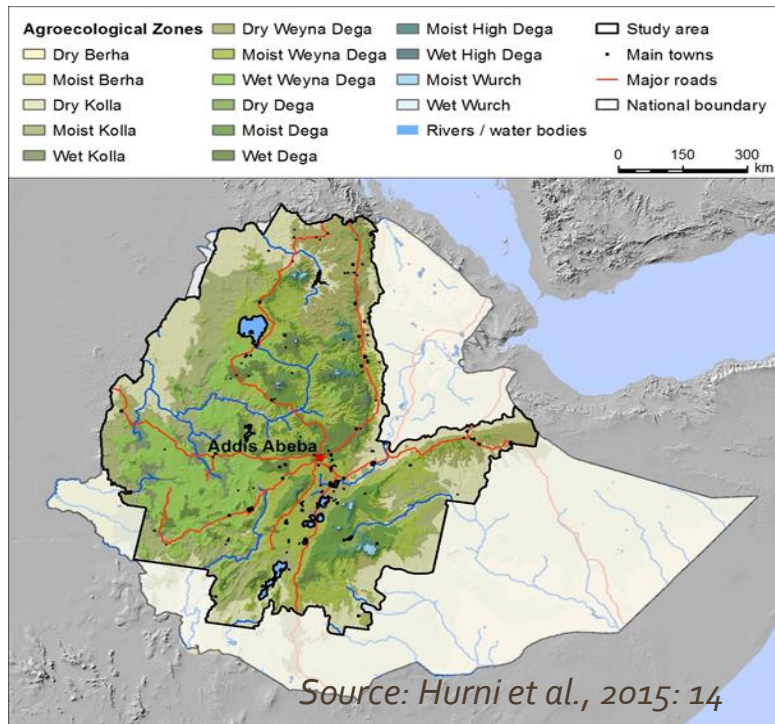 Agroecological Zones
Dry Berha
Moist Berha
Dry Kolla
Moist Kolla
Wet Kolla
Dry Weyna Dega
Moist Weyna Dega
Wet Weyna Dega
Dry Dega
Moist Dega
Wet Dega
Moist High Dega
Wet High Dega
Moist Wurch
Wet Wurch
Rivers / water bodies
Study area
Main towns
Major roads
National boundary
0 150 300
km
Addis Abeba
Source: Hurni et al., 2015: 14